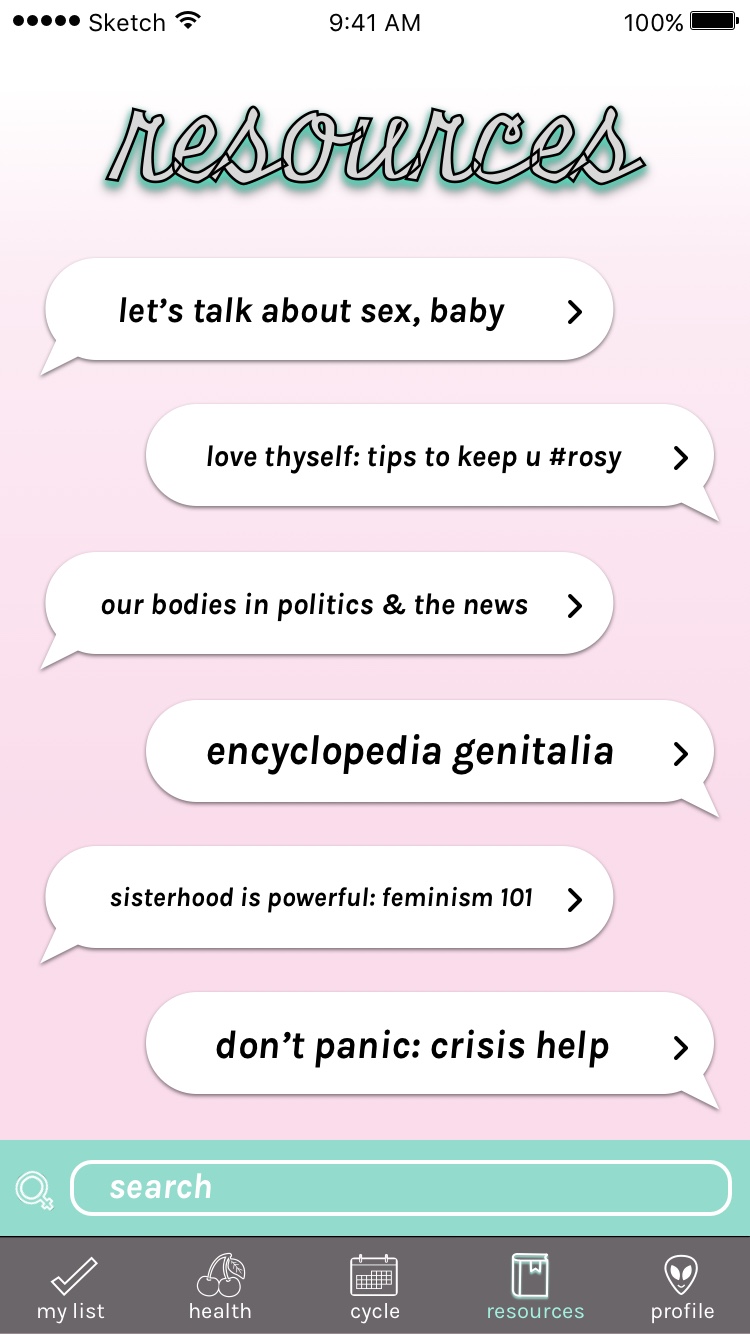 Sketch 9:41 AM 100%
resources
let’s talk about sex, baby
love thyself: tips to keep u #rosy
our bodies in politics & the news
encyclopedia genitalia
sisterhood is powerful: feminism 101
don’t panic: crisis help
search
my list health cycle resources profile